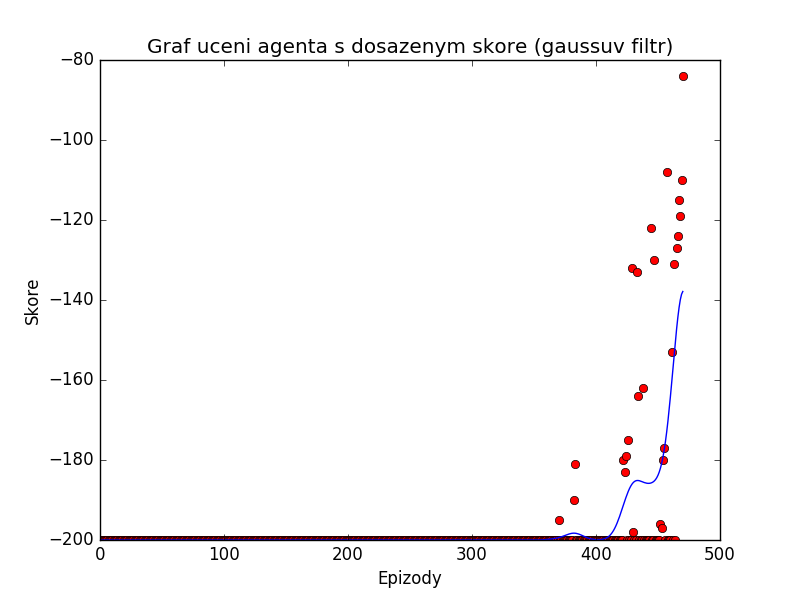 Graf uceni agenta s dosazenym skore (gaussuv filtr)
−80
−100
−120
−140
−160
−180
−200
Skore
0 100 200 300 400 500
Epizody